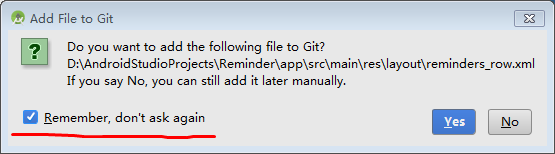 Add File to Git
Do you want to add the following file to Git?
D:\AndroidStudioProjects\Reminder\app\src\main\res\layout\reminders_row.xml
If you say No, you can still add it later manually.
Remember, don't ask again
Yes
No